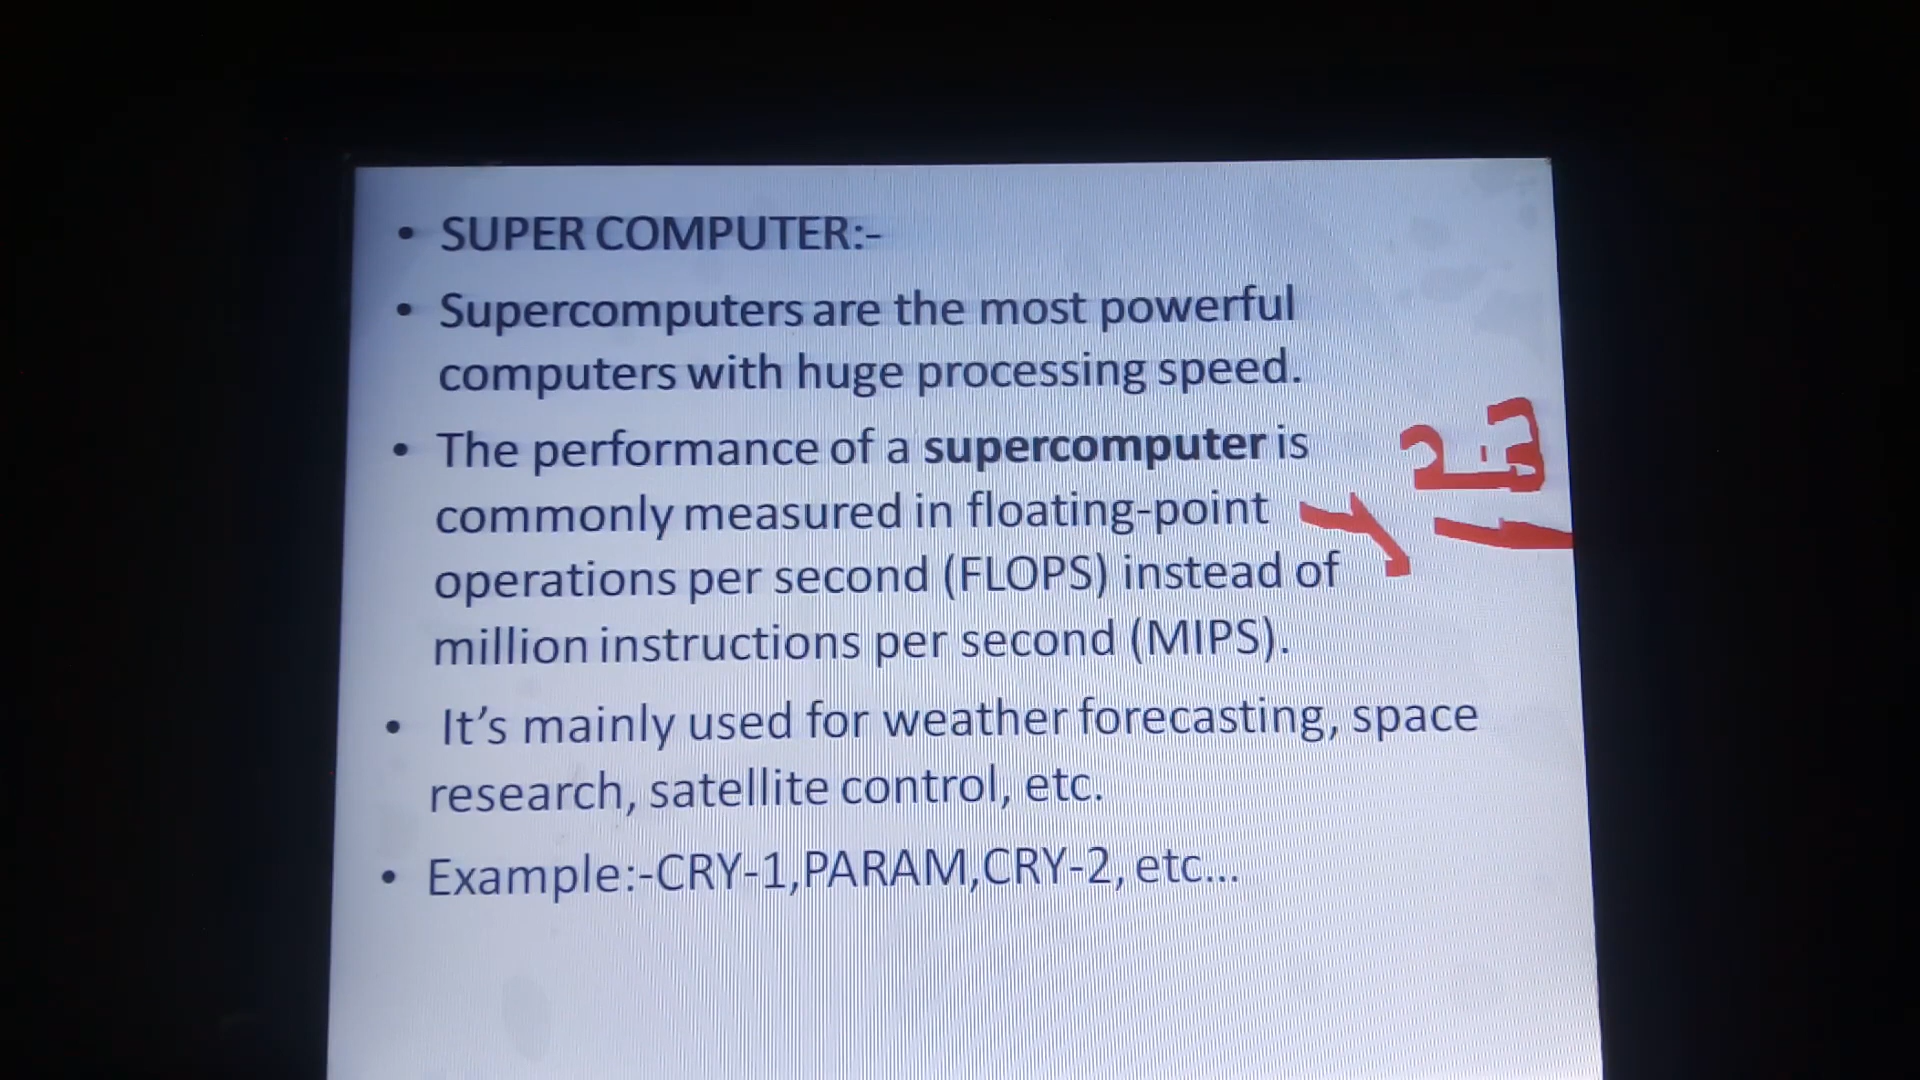 • SUPER COMPUTER:-
• Supercomputers are the most powerful
computers with huge processing speed.
• The performance of a supercomputer is
commonly measured in floating-point
operations per second (FLOPS) instead of
million instructions per second (MIPS).
• It's mainly used for weather forecasting, space
research, satellite control, etc.
• Example:-CRY-1,PARAM,CRY-2, etc...